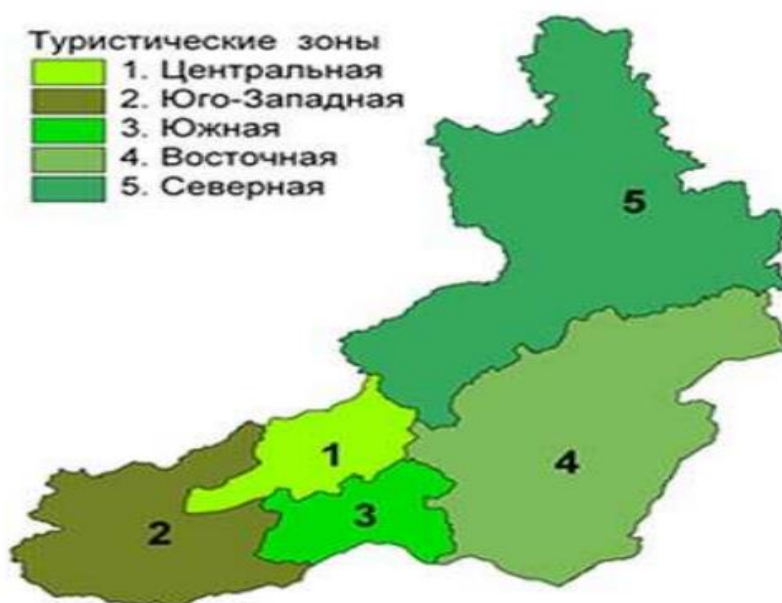 Туристические зоны
1. Центральная
2. Юго-Западная
3. Южная
4. Восточная
5. Северная
5
1
4
3
2